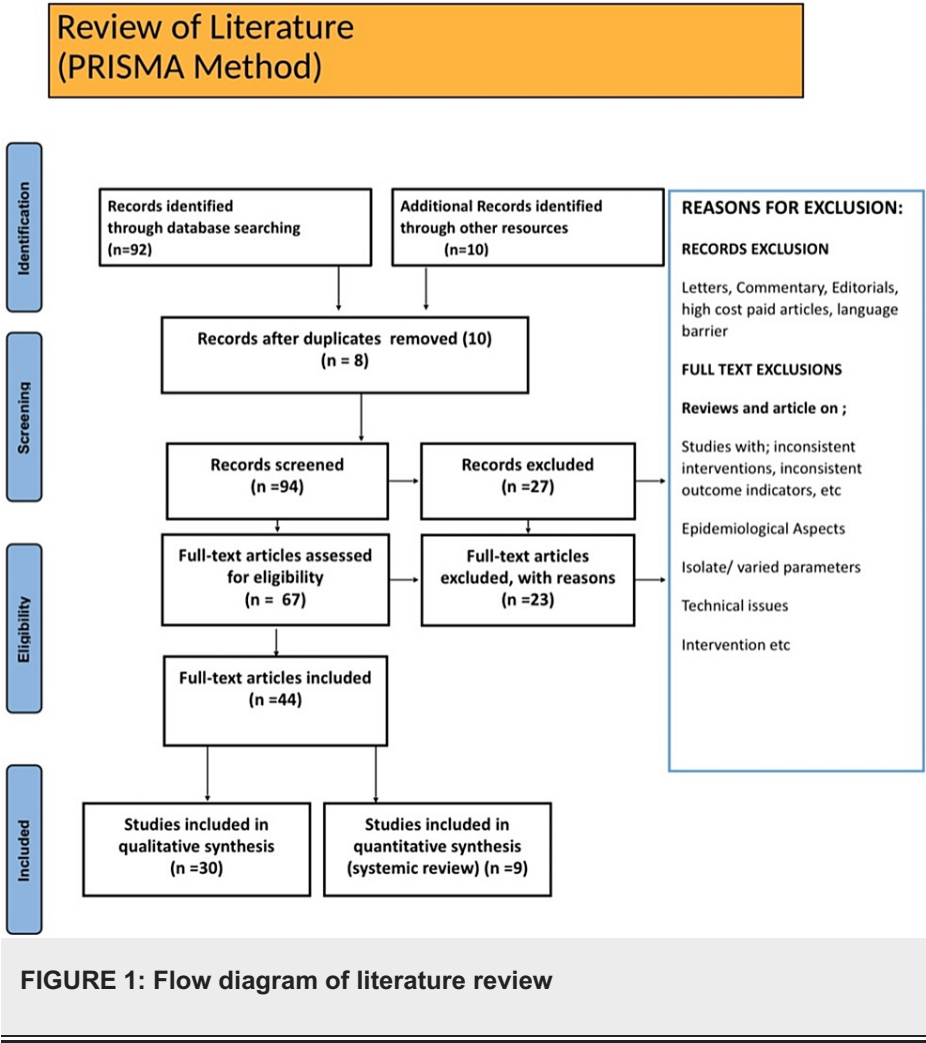 Review of Literature
(PRISMA Method)
Identification
Records identified
through database searching
(n=92)
Additional Records identified
through other resources
(n=10)
Screening
Records after duplicates removed (10)
(n = 8)
Records screened
(n =94)
Records excluded
(n =27)
Eligibility
Full-text articles assessed
for eligibility
(n = 67)
Full-text articles
excluded, with reasons
(n =23)
Full-text articles included
(n =44)
Included
Studies included in
qualitative synthesis
(n =30)
Studies included in
quantitative synthesis
(systemic review) (n =9)
REASONS FOR EXCLUSION:
RECORDS EXCLUSION
Letters, Commentary, Editorials,
high cost paid articles, language
barrier
FULL TEXT EXCLUSIONS
Reviews and article on ;
Studies with; inconsistent
interventions, inconsistent
outcome indicators, etc
Epidemiological Aspects
Isolate/ varied parameters
Technical issues
Intervention etc
FIGURE 1: Flow diagram of literature review